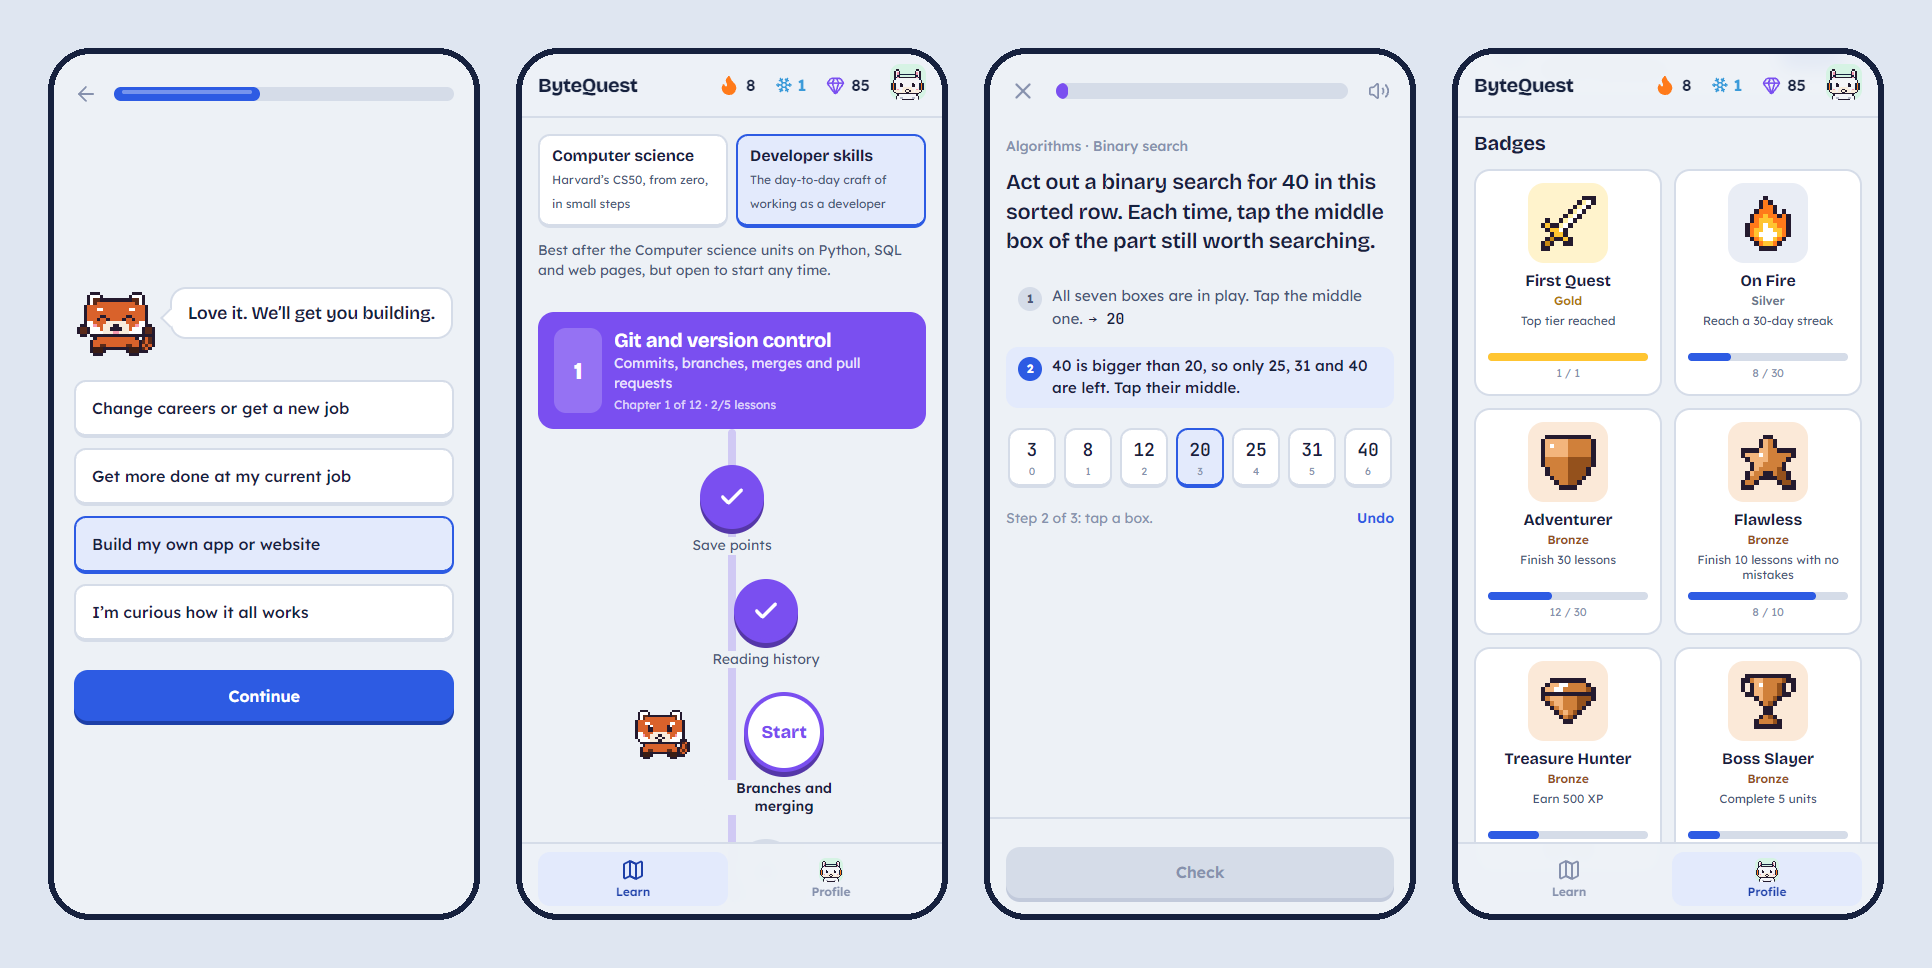 Love it. We'll get you building.
Change careers or get a new job
Get more done at my current job
Build my own app or website
I'm curious how it all works
Continue
ByteQuest
8
1
85
Computer science
Harvard's CS50, from zero,
in small steps
Developer skills
The day-to-day craft of
working as a developer
Best after the Computer science units on Python, SQL
and web pages, but open to start any time.
1
Git and version control
Commits, branches, merges and pull
requests
Chapter 1 of 12 · 2/5 lessons
Save points
Reading history
Start
Branches and
merging
Learn
Profile
Algorithms · Binary search
Act out a binary search for 40 in this
sorted row. Each time, tap the middle
box of the part still worth searching.
1
All seven boxes are in play. Tap the middle
one. → 20
2
40 is bigger than 20, so only 25, 31 and 40
are left. Tap their middle.
3 8 12 20 25 31 40
0 1 2 3 4 5 6
Step 2 of 3: tap a box.
Undo
Check
ByteQuest
8
1
85
Badges
First Quest
Gold
Top tier reached
1 / 1
On Fire
Silver
Reach a 30-day streak
8 / 30
Adventurer
Bronze
Finish 30 lessons
12 / 30
Flawless
Bronze
Finish 10 lessons with no
mistakes
8 / 10
Treasure Hunter
Bronze
Earn 500 XP
Boss Slayer
Bronze
Complete 5 units
Learn
Profile